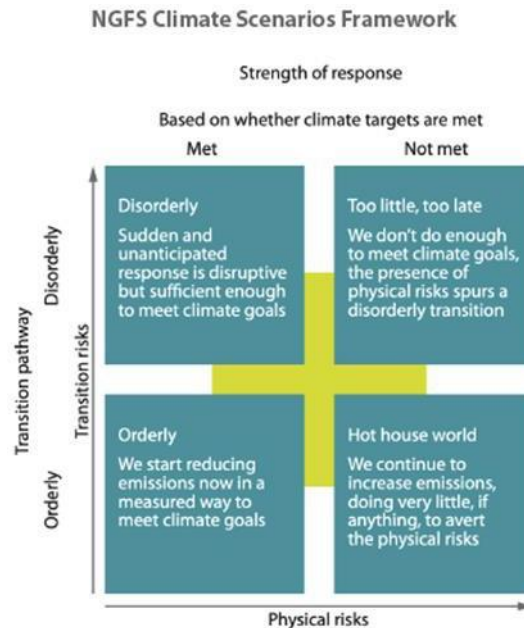 NGFS Climate Scenarios Framework
Strength of response
Based on whether climate targets are met
Met
Not met
Transition pathway
Disorderly
Orderly
Transition risks
Disorderly
Sudden and
unanticipated
response is disruptive
but sufficient enough
to meet climate goals
Too little, too late
We don't do enough
to meet climate goals,
the presence of
physical risks spurs a
disorderly transition
Orderly
We start reducing
emissions now in a
measured way to
meet climate goals
Hot house world
We continue to
increase emissions,
doing very little, if
anything, to avert
the physical risks
Physical risks